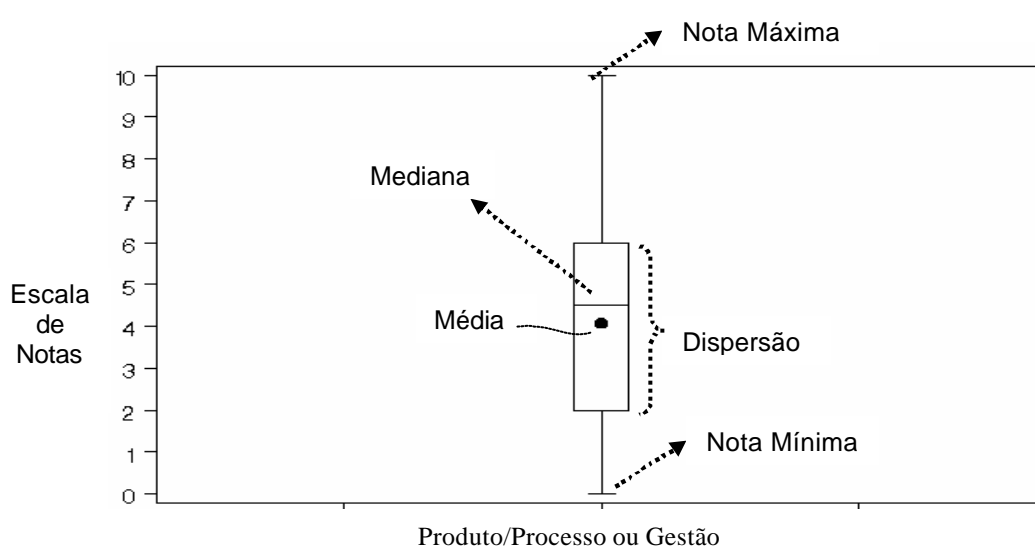 Nota Máxima
10
9
8
Mediana
7
6
5
Escala
de
Notas
Média
4
Dispersão
3
2
Nota Mínima
1
0
Produto/Processo ou Gestão